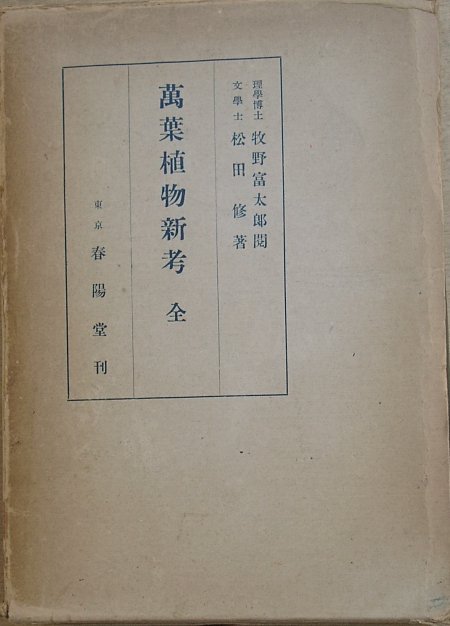 理學博士 牧野富太郎閱
文學士 松田修著
萬葉植物新考 全
東京 春陽堂刊